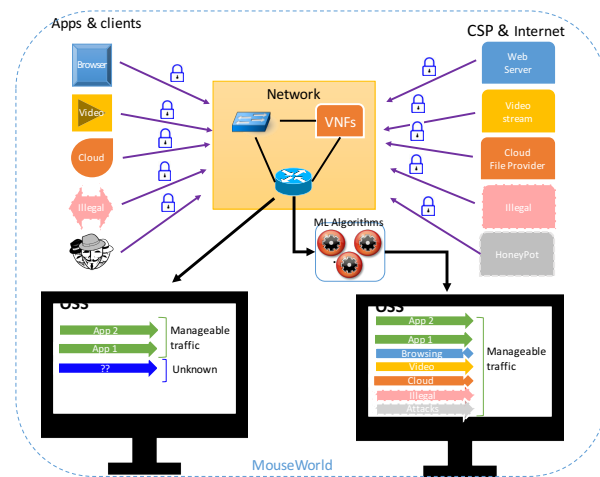 Apps & clients
CSP & Internet
Browser
Video
Cloud
Illegal
Network
VNFs
Web
Server
Video
stream
Cloud
File Provider
Illegal
HoneyPot
ML Algorithms
OSS
App 2
App 1
??
Manageable
traffic
Unknown
OSS
App 2
App 1
Browsing
Video
Cloud
Illegal
Attacks
Manageable
traffic
MouseWorld